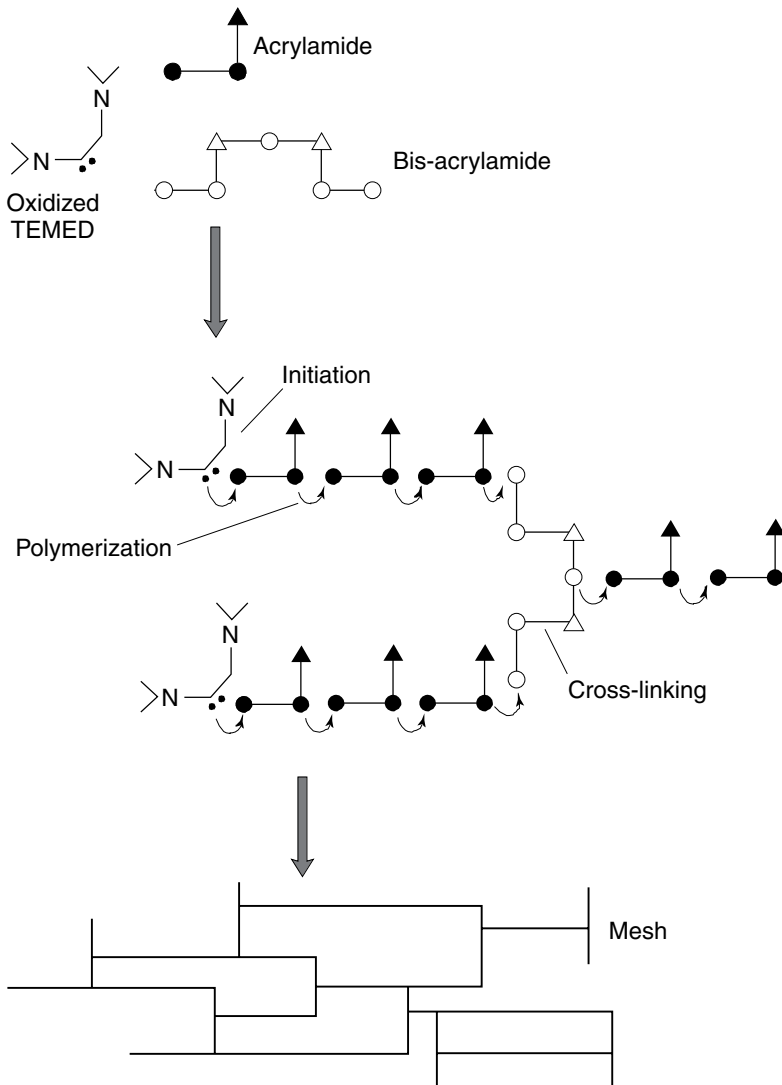 Acrylamide
N
N
Bis-acrylamide
Oxidized
TEMED
Initiation
N
N
Polymerization
N
N
Cross-linking
Mesh